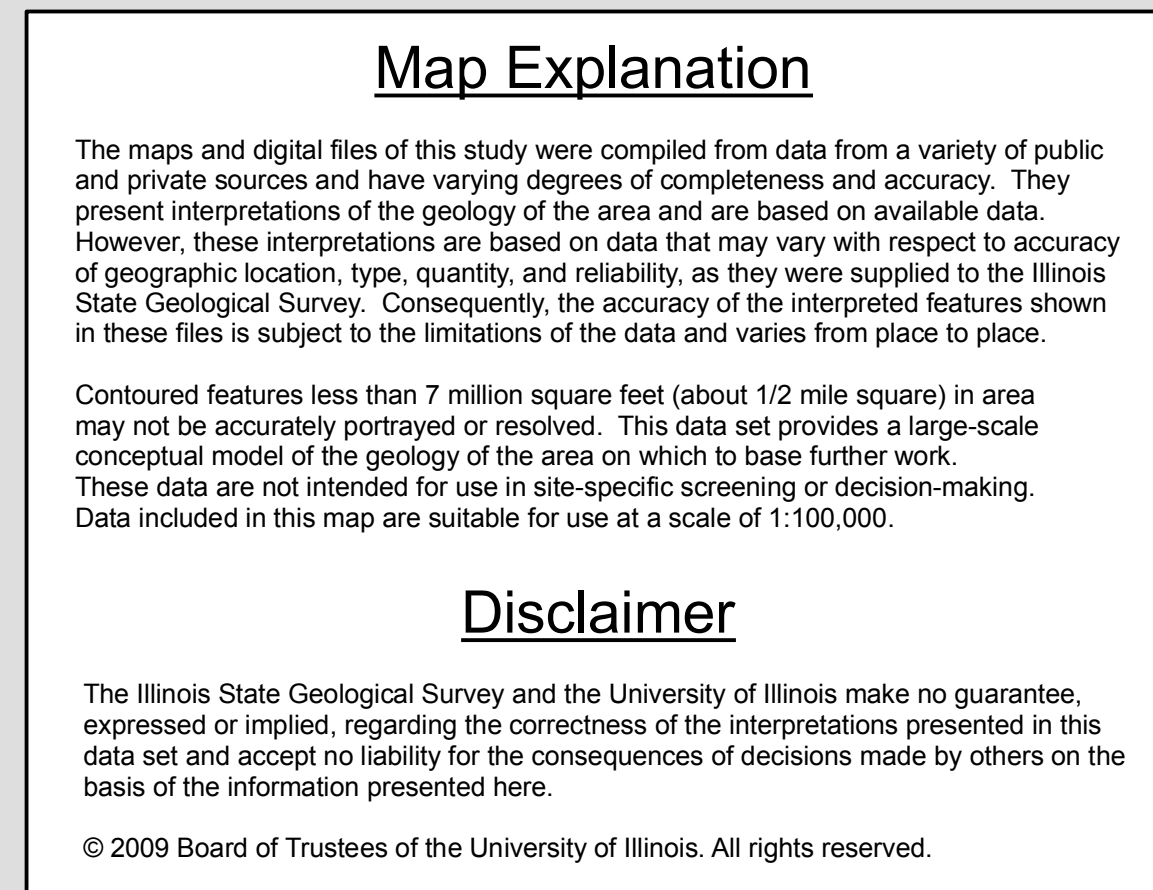 Map Explanation
The maps and digital files of this study were compiled from data from a variety of public
and private sources and have varying degrees of completeness and accuracy.  They
present interpretations of the geology of the area and are based on available data.
However, these interpretations are based on data that may vary with respect to accuracy
of geographic location, type, quantity, and reliability, as they were supplied to the Illinois
State Geological Survey.  Consequently, the accuracy of the interpreted features shown
in these files is subject to the limitations of the data and varies from place to place.
Contoured features less than 7 million square feet (about 1/2 mile square) in area
may not be accurately portrayed or resolved.  This data set provides a large-scale
conceptual model of the geology of the area on which to base further work.
These data are not intended for use in site-specific screening or decision-making.
Data included in this map are suitable for use at a scale of 1:100,000.
Disclaimer
The Illinois State Geological Survey and the University of Illinois make no guarantee,
expressed or implied, regarding the correctness of the interpretations presented in this
data set and accept no liability for the consequences of decisions made by others on the
basis of the information presented here.
© 2009 Board of Trustees of the University of Illinois. All rights reserved.